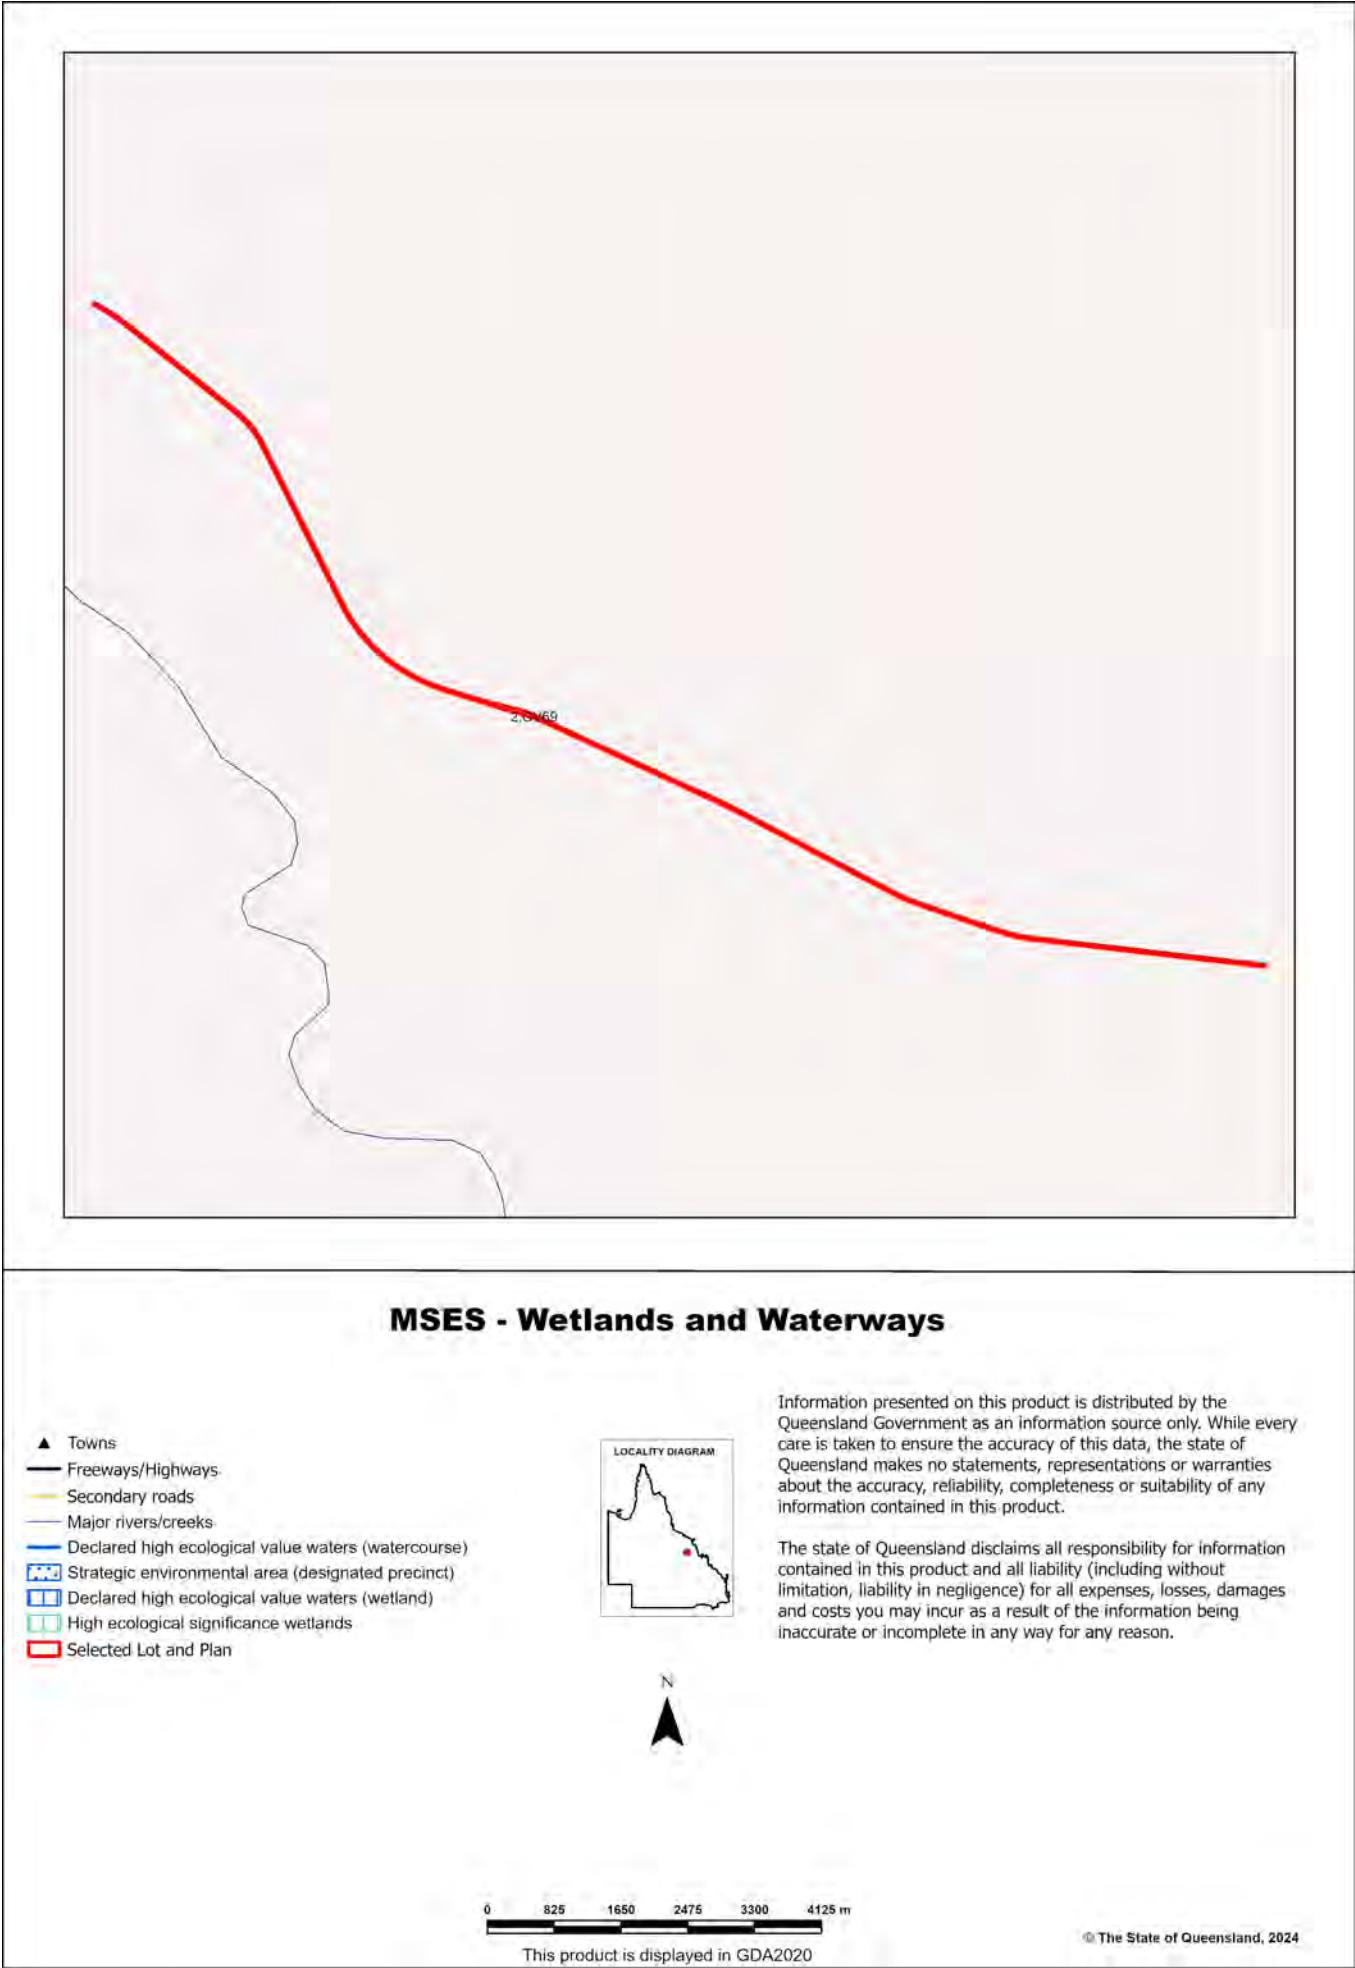 2,GV69
MSES - Wetlands and Waterways
Towns
Freeways/Highways
Secondary roads
Major rivers/creeks
Declared high ecological value waters (watercourse)
Strategic environmental area (designated precinct)
Declared high ecological value waters (wetland)
High ecological significance wetlands
Selected Lot and Plan
LOCALITY DIAGRAM
N
Information presented on this product is distributed by the
Queensland Government as an information source only. While every
care is taken to ensure the accuracy of this data, the state of
Queensland makes no statements, representations or warranties
about the accuracy, reliability, completeness or suitability of any
information contained in this product.
The state of Queensland disclaims all responsibility for information
contained in this product and all liability (including without
limitation, liability in negligence) for all expenses, losses, damages
and costs you may incur as a result of the information being
inaccurate or incomplete in any way for any reason.
0 825 1650 2475 3300 4125 m
This product is displayed in GDA2020
© The State of Queensland, 2024